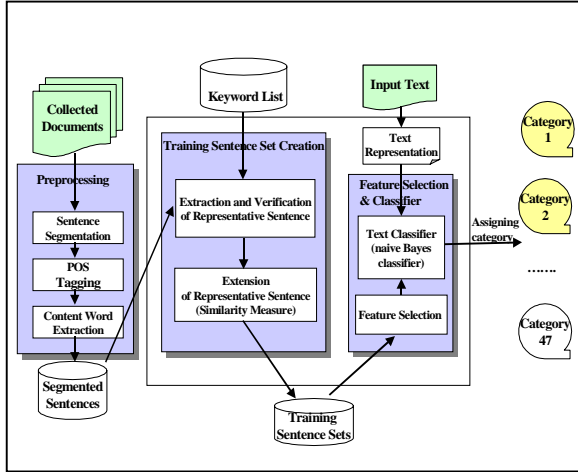 Collected
Documents
Preprocessing
Sentence
Segmentation
POS
Tagging
Content Word
Extraction
Segmented
Sentences
Keyword List
Training Sentence Set Creation
Extraction and Verification
of Representative Sentence
Extension
of Representative Sentence
(Similarity Measure)
Training
Sentence Sets
Input Text
Text
Representation
Feature Selection
& Classifier
Text Classifier
(naive Bayes
classifier)
Feature Selection
Assigning
category
Category
1
Category
2
……
Category
47